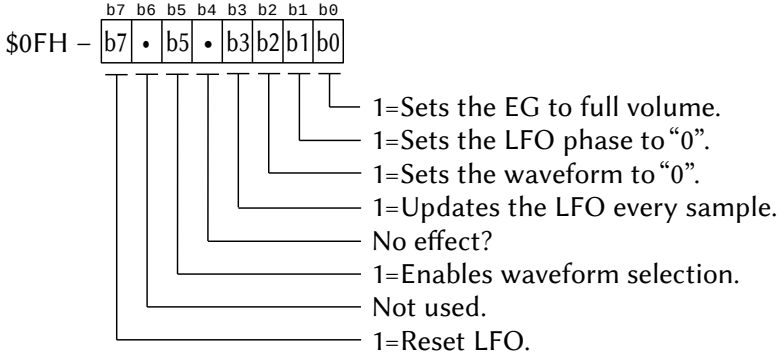 b7 b6 b5 b4 b3 b2 b1 b0
$0FH – b7 • b5 • b3 b2 b1 b0
1=Sets the EG to full volume.
1=Sets the LFO phase to “0”.
1=Sets the waveform to “0”.
1=Updates the LFO every sample.
No effect?
1=Enables waveform selection.
Not used.
1=Reset LFO.